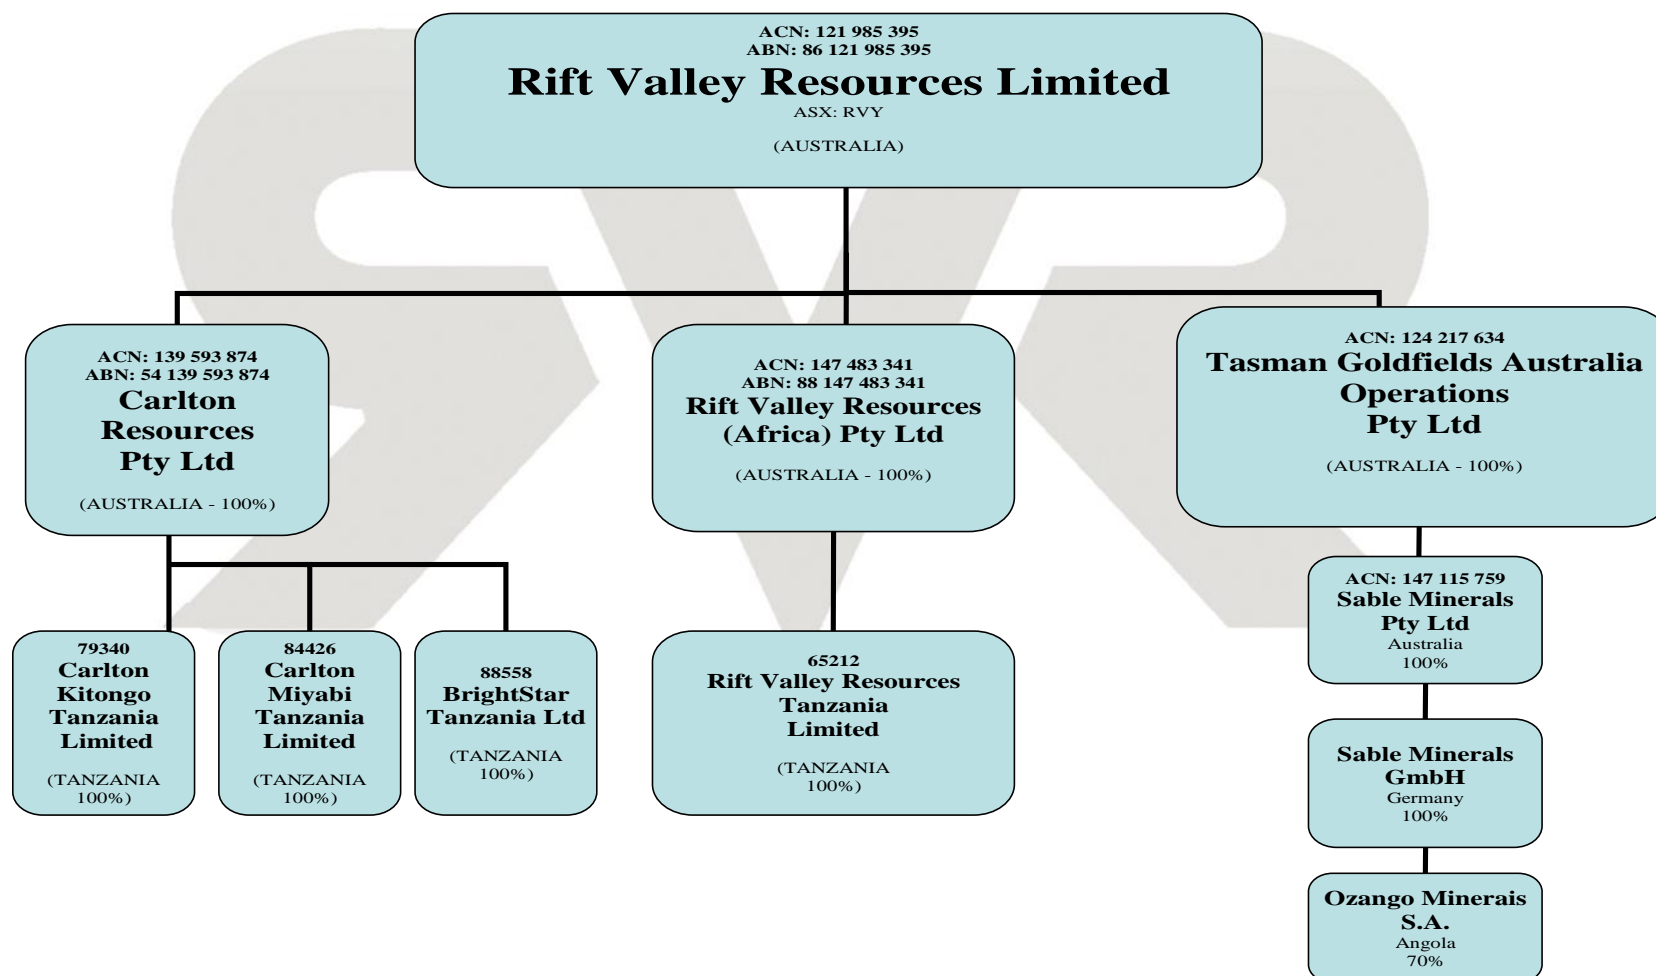 ACN: 121 985 395
ABN: 86 121 985 395
Rift Valley Resources Limited
ASX: RVY
(AUSTRALIA)
ACN: 139 593 874
ABN: 54 139 593 874
Carlton
Resources
Pty Ltd
(AUSTRALIA - 100%)
ACN: 147 483 341
ABN: 88 147 483 341
Rift Valley Resources
(Africa) Pty Ltd
(AUSTRALIA - 100%)
ACN: 124 217 634
Tasman Goldfields Australia
Operations
Pty Ltd
(AUSTRALIA - 100%)
79340
Carlton
Kitongo
Tanzania
Limited
(TANZANIA
100%)
84426
Carlton
Miyabi
Tanzania
Limited
(TANZANIA
100%)
88558
BrightStar
Tanzania Ltd
(TANZANIA
100%)
65212
Rift Valley Resources
Tanzania
Limited
(TANZANIA
100%)
ACN: 147 115 759
Sable Minerals
Pty Ltd
Australia
100%
Sable Minerals
GmbH
Germany
100%
Ozango Minerais
S.A.
Angola
70%